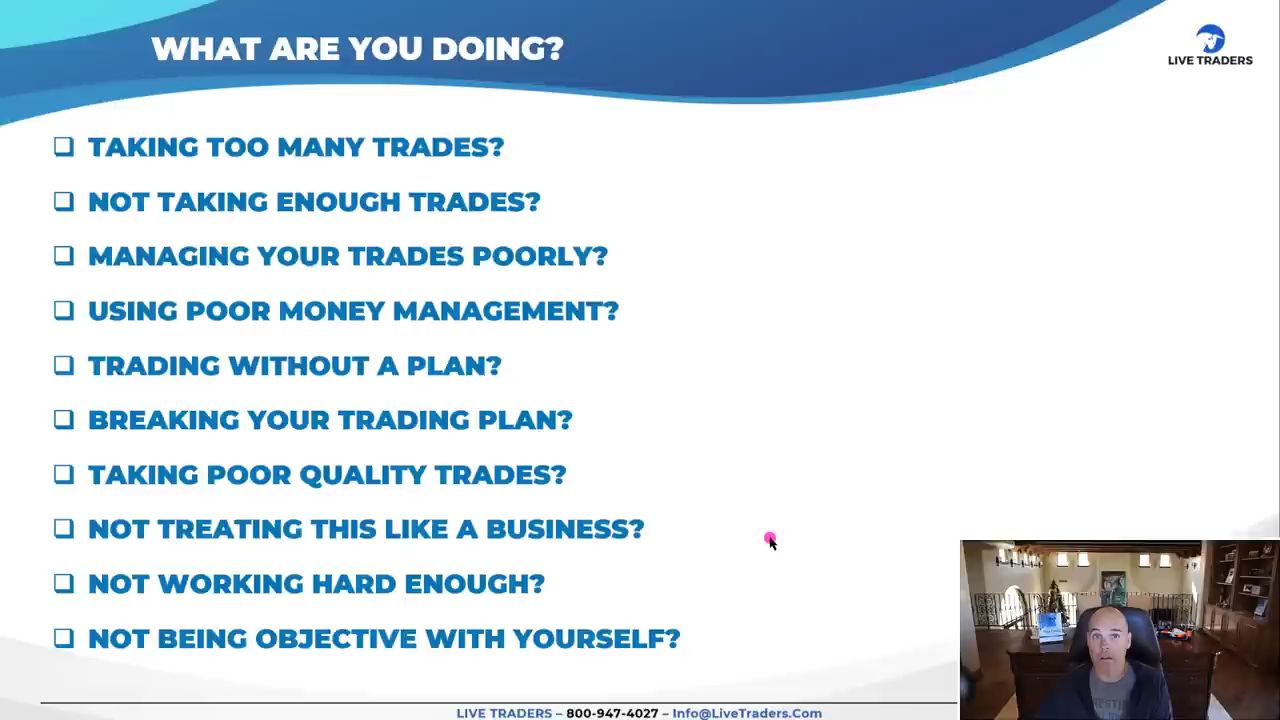 WHAT ARE YOU DOING?
LIVE TRADERS
TAKING TOO MANY TRADES?
NOT TAKING ENOUGH TRADES?
MANAGING YOUR TRADES POORLY?
USING POOR MONEY MANAGEMENT?
TRADING WITHOUT A PLAN?
BREAKING YOUR TRADING PLAN?
TAKING POOR QUALITY TRADES?
NOT TREATING THIS LIKE A BUSINESS?
NOT WORKING HARD ENOUGH?
NOT BEING OBJECTIVE WITH YOURSELF?
LIVE TRADERS – 800-947-4027 – Info@LiveTraders.Com